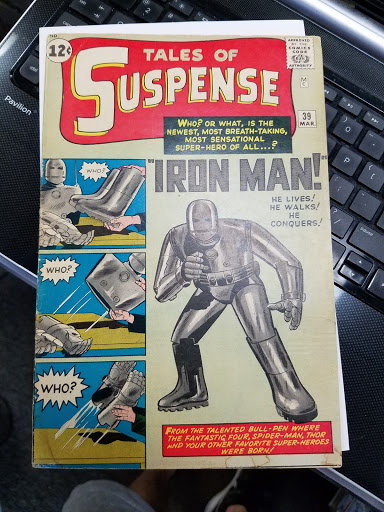 IND.
12¢
TALES OF
SUSPENSE
APPROVED
BY THE
COMICS
CODE
AUTHORITY
39
MAR.
WHO? OR WHAT, IS THE
NEWEST, MOST BREATH-TAKING,
MOST SENSATIONAL
SUPER-HERO OF ALL...?
"IRON MAN!"
HE LIVES!
HE WALKS!
HE
CONQUERS!
WHO?
WHO?
WHO?
FROM THE TALENTED BULL-PEN WHERE
THE FANTASTIC FOUR, SPIDER-MAN, THOR
AND YOUR OTHER FAVORITE SUPER-HEROES
WERE BORN!
Pavilion